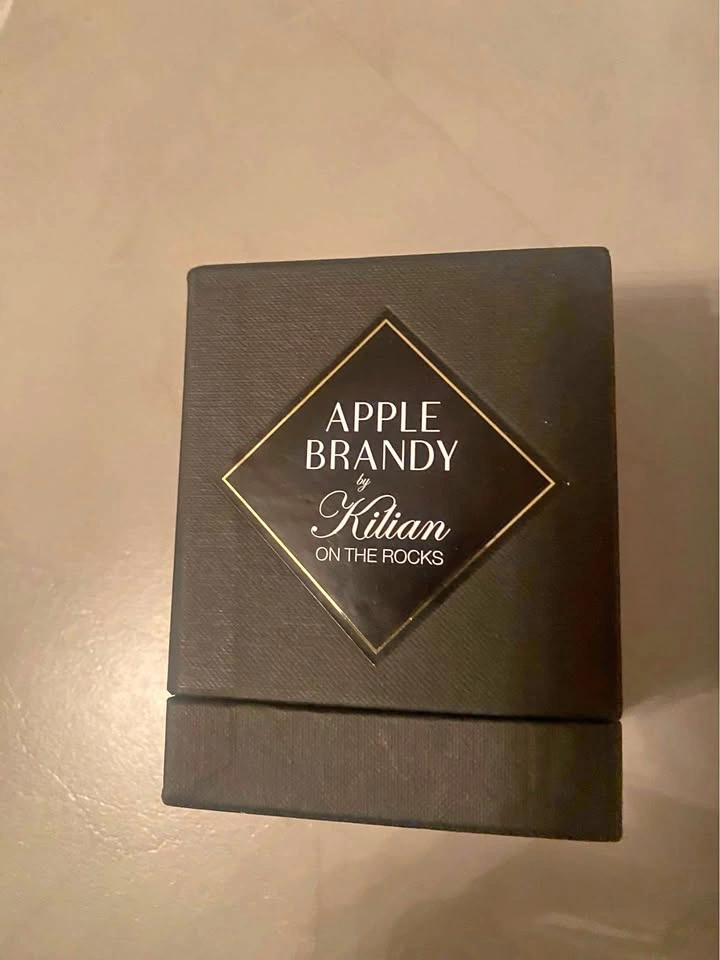 APPLE
BRANDY
by
Kilian
ON THE ROCKS